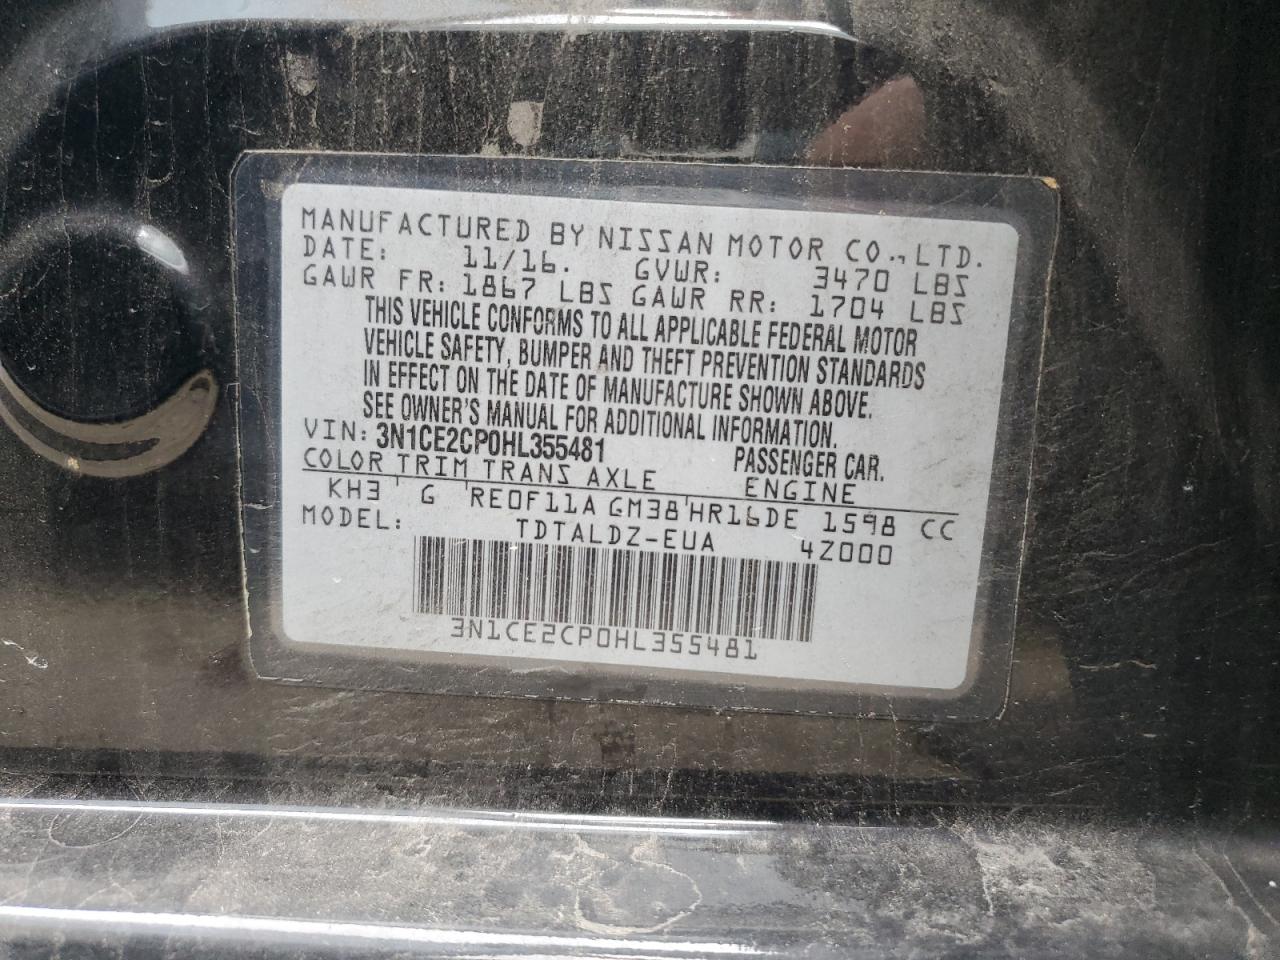 MANUFACTURED BY NISSAN MOTOR CO., LTD.
DATE: 11/16. GVWR: 3470 LBS
GAWR FR: 1867 LBS GAWR RR: 1704 LBS
THIS VEHICLE CONFORMS TO ALL APPLICABLE FEDERAL MOTOR
VEHICLE SAFETY, BUMPER AND THEFT PREVENTION STANDARDS
IN EFFECT ON THE DATE OF MANUFACTURE SHOWN ABOVE.
SEE OWNER'S MANUAL FOR ADDITIONAL INFORMATION.
VIN: 3N1CE2CP0HL355481 PASSENGER CAR.
COLOR TRIM TRANS AXLE ENGINE
KH3 ' G 'RE0F11A GM38'HR16DE 1598 CC
MODEL: TDTALDZ-EUA 4Z000
3N1CE2CP0HL355481